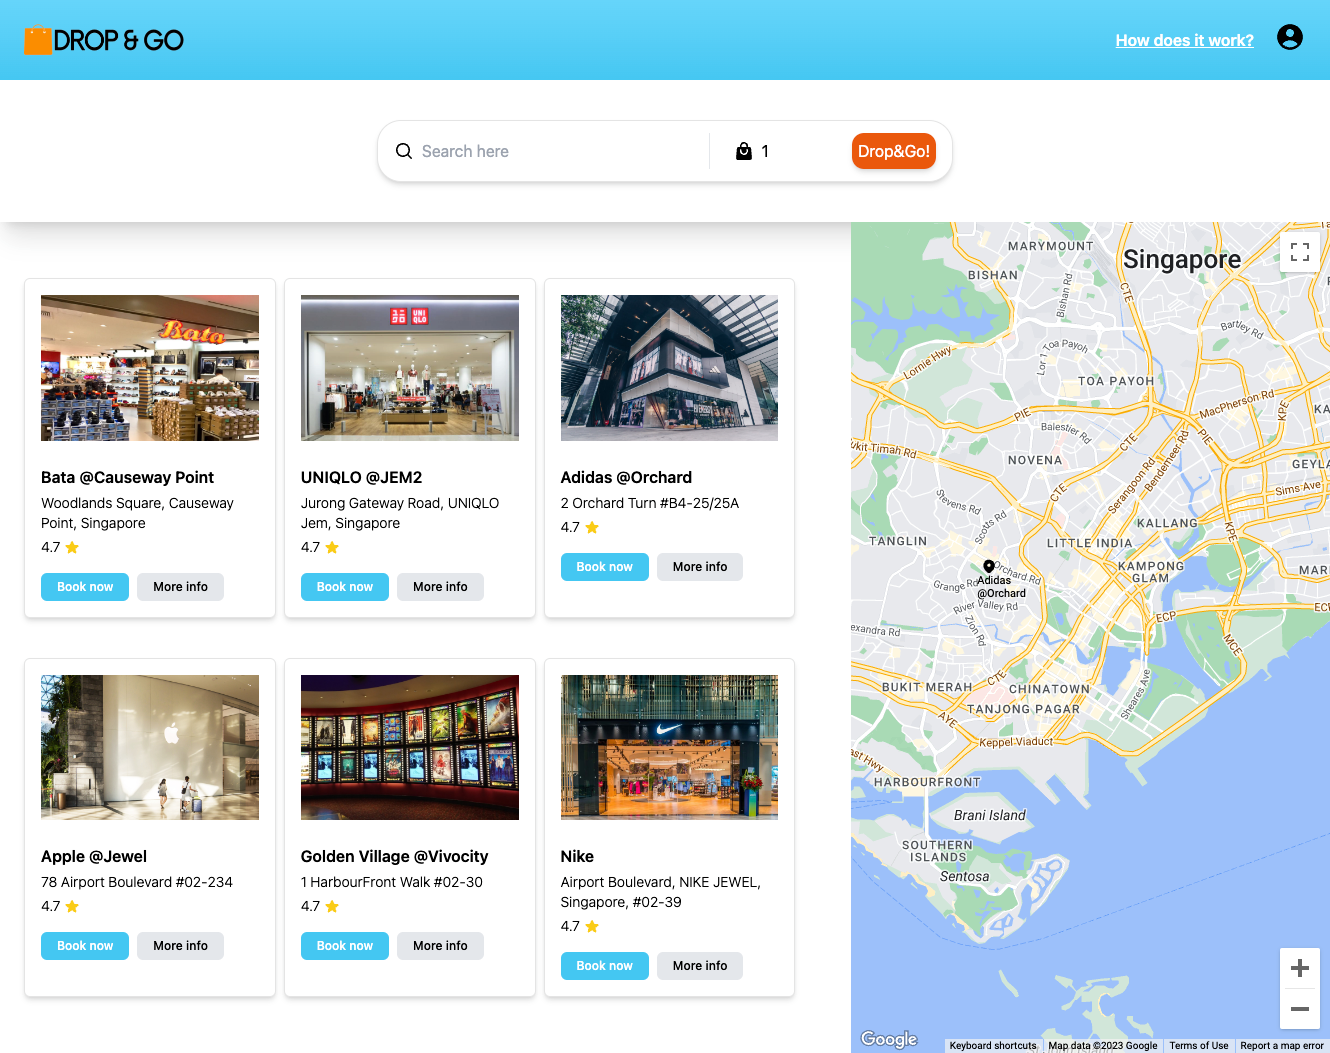 DROP & GO
How does it work?
Search here
1
Drop&Go!
Bata
Bata @Causeway Point
Woodlands Square, Causeway
Point, Singapore
4.7
Book now
More info
UNI QLO
UNIQLO @JEM2
Jurong Gateway Road, UNIQLO
Jem, Singapore
4.7
Book now
More info
Adidas @Orchard
2 Orchard Turn #B4-25/25A
4.7
Book now
More info
Apple @Jewel
78 Airport Boulevard #02-234
4.7
Book now
More info
Golden Village @Vivocity
1 HarbourFront Walk #02-30
4.7
Book now
More info
Nike
Airport Boulevard, NIKE JEWEL,
Singapore, #02-39
4.7
Book now
More info
MARYMOUNT
Singapore
BISHAN
CTE
Bishan Rd
Bartley Rd
Lor 1 Toa Payoh
Lornie Hwy
TOA PAYOH
MacPherson Rd
KPE
KA
PIE
Balestier Rd
CTE
PIE
ukit Timah Rd
NOVENA
Bendemeer Rd
Serangoon Rd
GEYLA
Sims Ave
CTE
Stevens Rd
Scotts Rd
KALLANG
KPE
TANGLIN
LITTLE INDIA
KAMPONG
GLAM
MARI
Orchard Rd
Adidas
@Orchard
Grange Rd
River Valley Rd
ECP
EC
Zion Rd
exandra Rd
MCE
CTE
BUKIT MERAH
CHINATOWN
Sheares Ave
TANJONG PAGAR
AYE
Keppel Viaduct
ast Hwy
HARBOURFRONT
Brani Island
SOUTHERN
ISLANDS
Sentosa
Google
Keyboard shortcuts
Map data ©2023 Google
Terms of Use
Report a map error